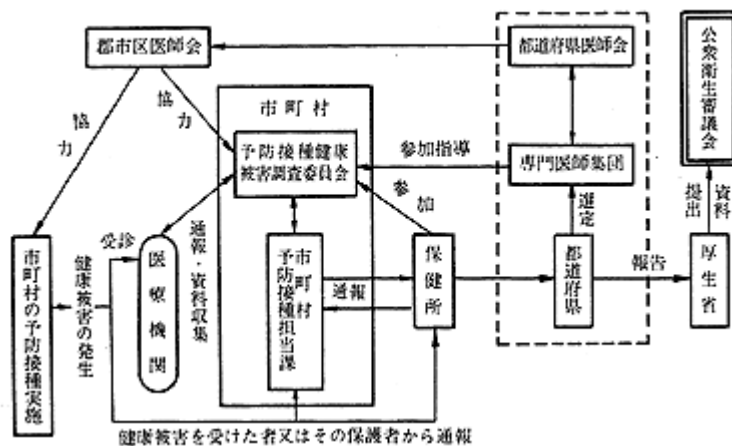 郡市区医師会
都道府県医師会
公衆衛生審議会
市町村
協力
協力
予防接種健康
被害調査委員会
参加指導
専門医師集団
参加
選定
提出
資料
受診
医療機関
通報・資料収集
市町村
予防接種担当課
通報
保健所
都道府県
報告
厚生省
市町村の予防接種実施
健康被害の発生
健康被害を受けた者又はその保護者から通報